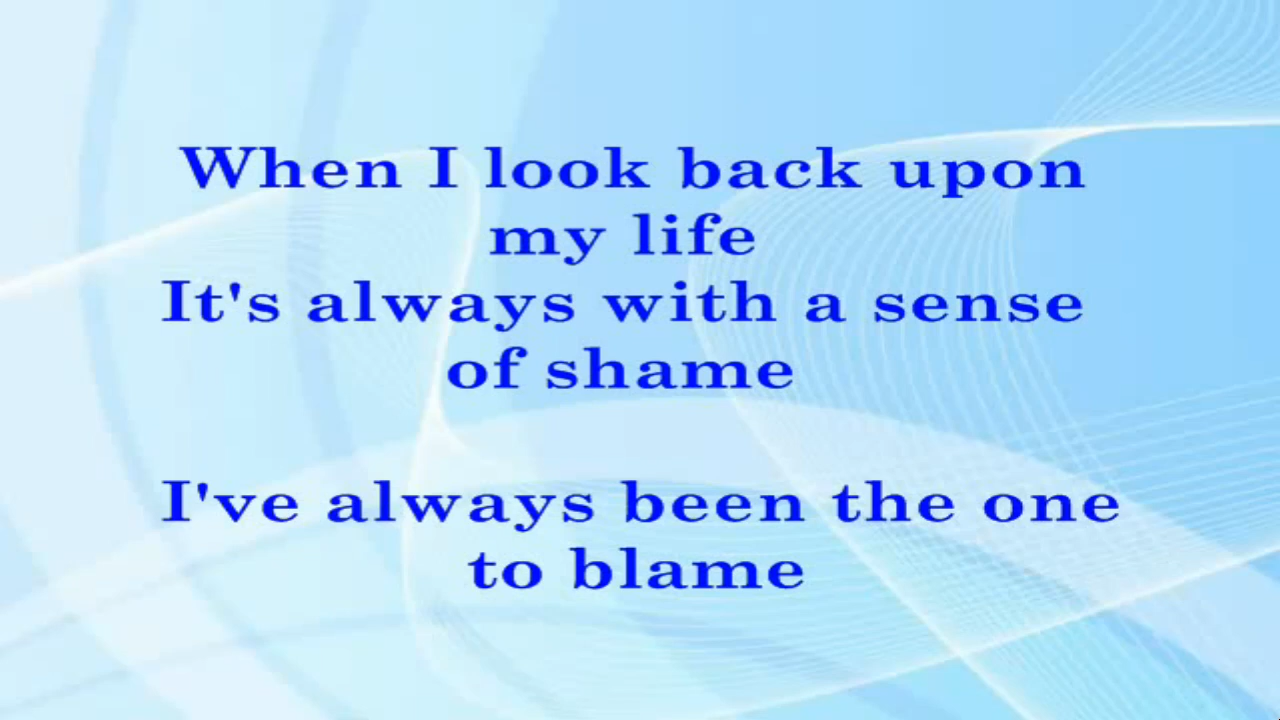 When I look back upon
my life
It's always with a sense
of shame
I've always been the one
to blame